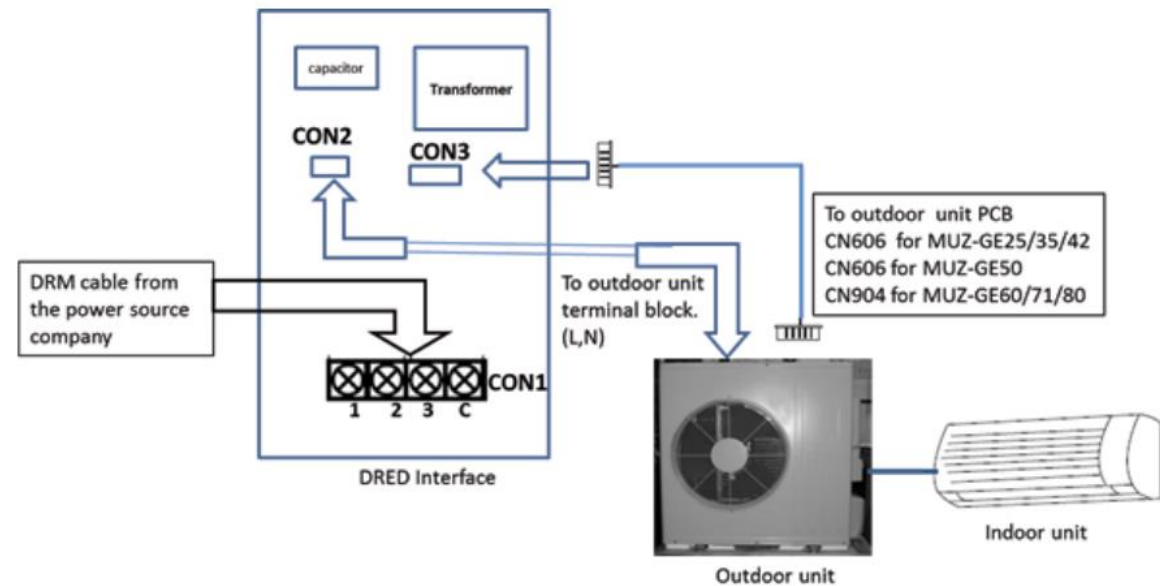 capacitor
Transformer
CON2
CON3
To outdoor unit PCB
CN606 for MUZ-GE25/35/42
CN606 for MUZ-GE50
CN904 for MUZ-GE60/71/80
DRM cable from
the power source
company
To outdoor unit
terminal block.
(L,N)
CON1
1 2 3 C
DRED Interface
Indoor unit
Outdoor unit